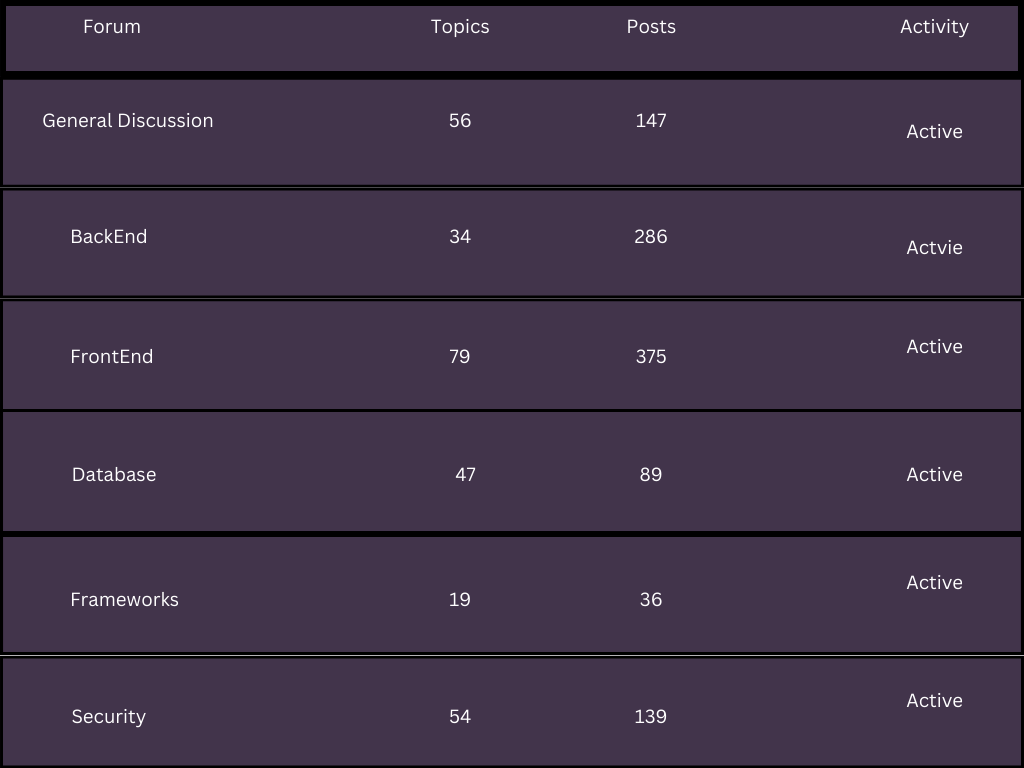 Forum Topics Posts Activity
General Discussion 56 147 Active
BackEnd 34 286 Actvie
FrontEnd 79 375 Active
Database 47 89 Active
Frameworks 19 36 Active
Security 54 139 Active